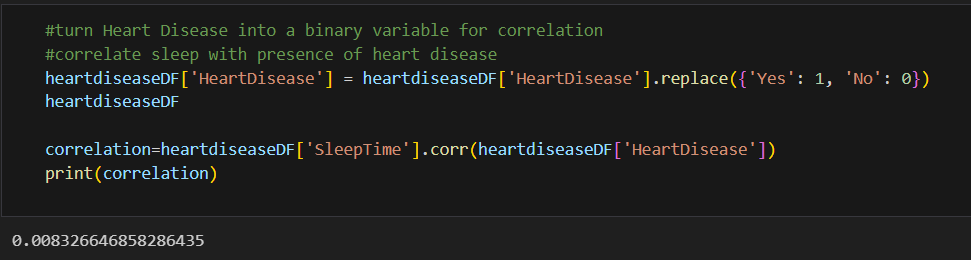 #turn Heart Disease into a binary variable for correlation
#correlate sleep with presence of heart disease
heartdiseaseDF['HeartDisease'] = heartdiseaseDF['HeartDisease'].replace({'Yes': 1, 'No': 0})
heartdiseaseDF
correlation=heartdiseaseDF['SleepTime'].corr(heartdiseaseDF['HeartDisease'])
print(correlation)
0.008326646858286435